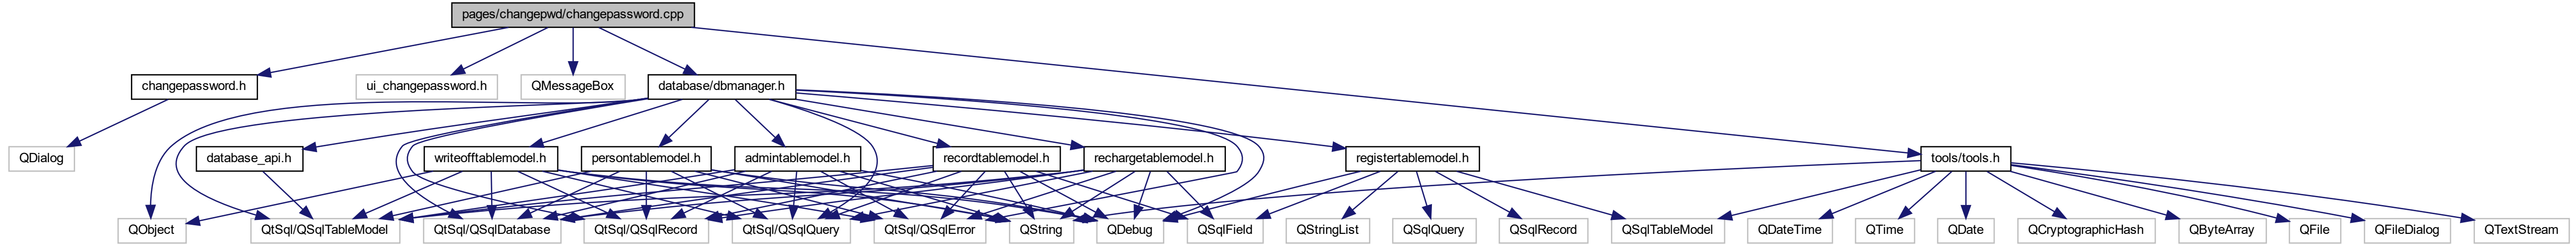 pages/changepwd/changepassword.cpp
changepassword.h
ui_changepassword.h
QMessageBox
database/dbmanager.h
QDialog
database_api.h
writeofftablemodel.h
persontablemodel.h
admintablemodel.h
recordtablemodel.h
rechargetablemodel.h
registertablemodel.h
tools/tools.h
QObject
QtSql/QSqlTableModel
QtSql/QSqlDatabase
QtSql/QSqlRecord
QtSql/QSqlQuery
QtSql/QSqlError
QString
QDebug
QSqlField
QStringList
QSqlQuery
QSqlRecord
QSqlTableModel
QDateTime
QTime
QDate
QCryptographicHash
QByteArray
QFile
QFileDialog
QTextStream